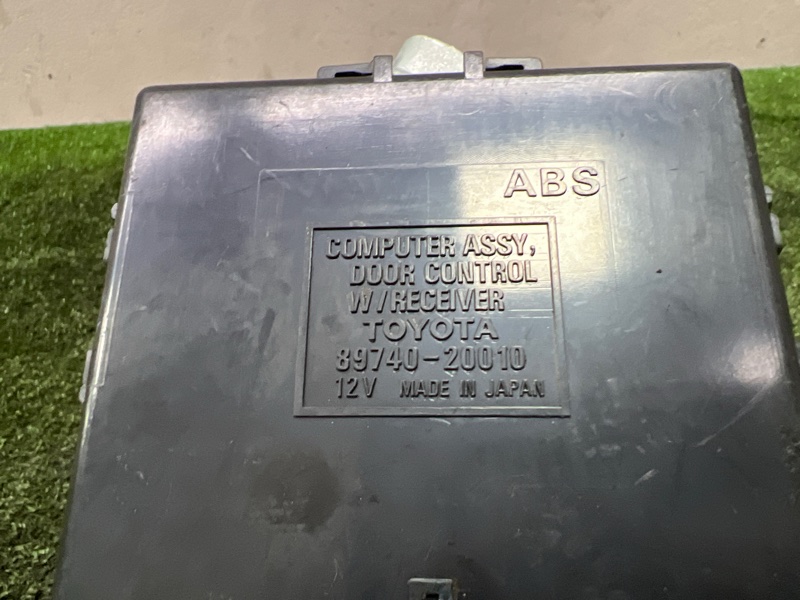 ABS
COMPUTER ASSY,
DOOR CONTROL
W/RECEIVER
TOYOTA
89740-20010
12V MADE IN JAPAN